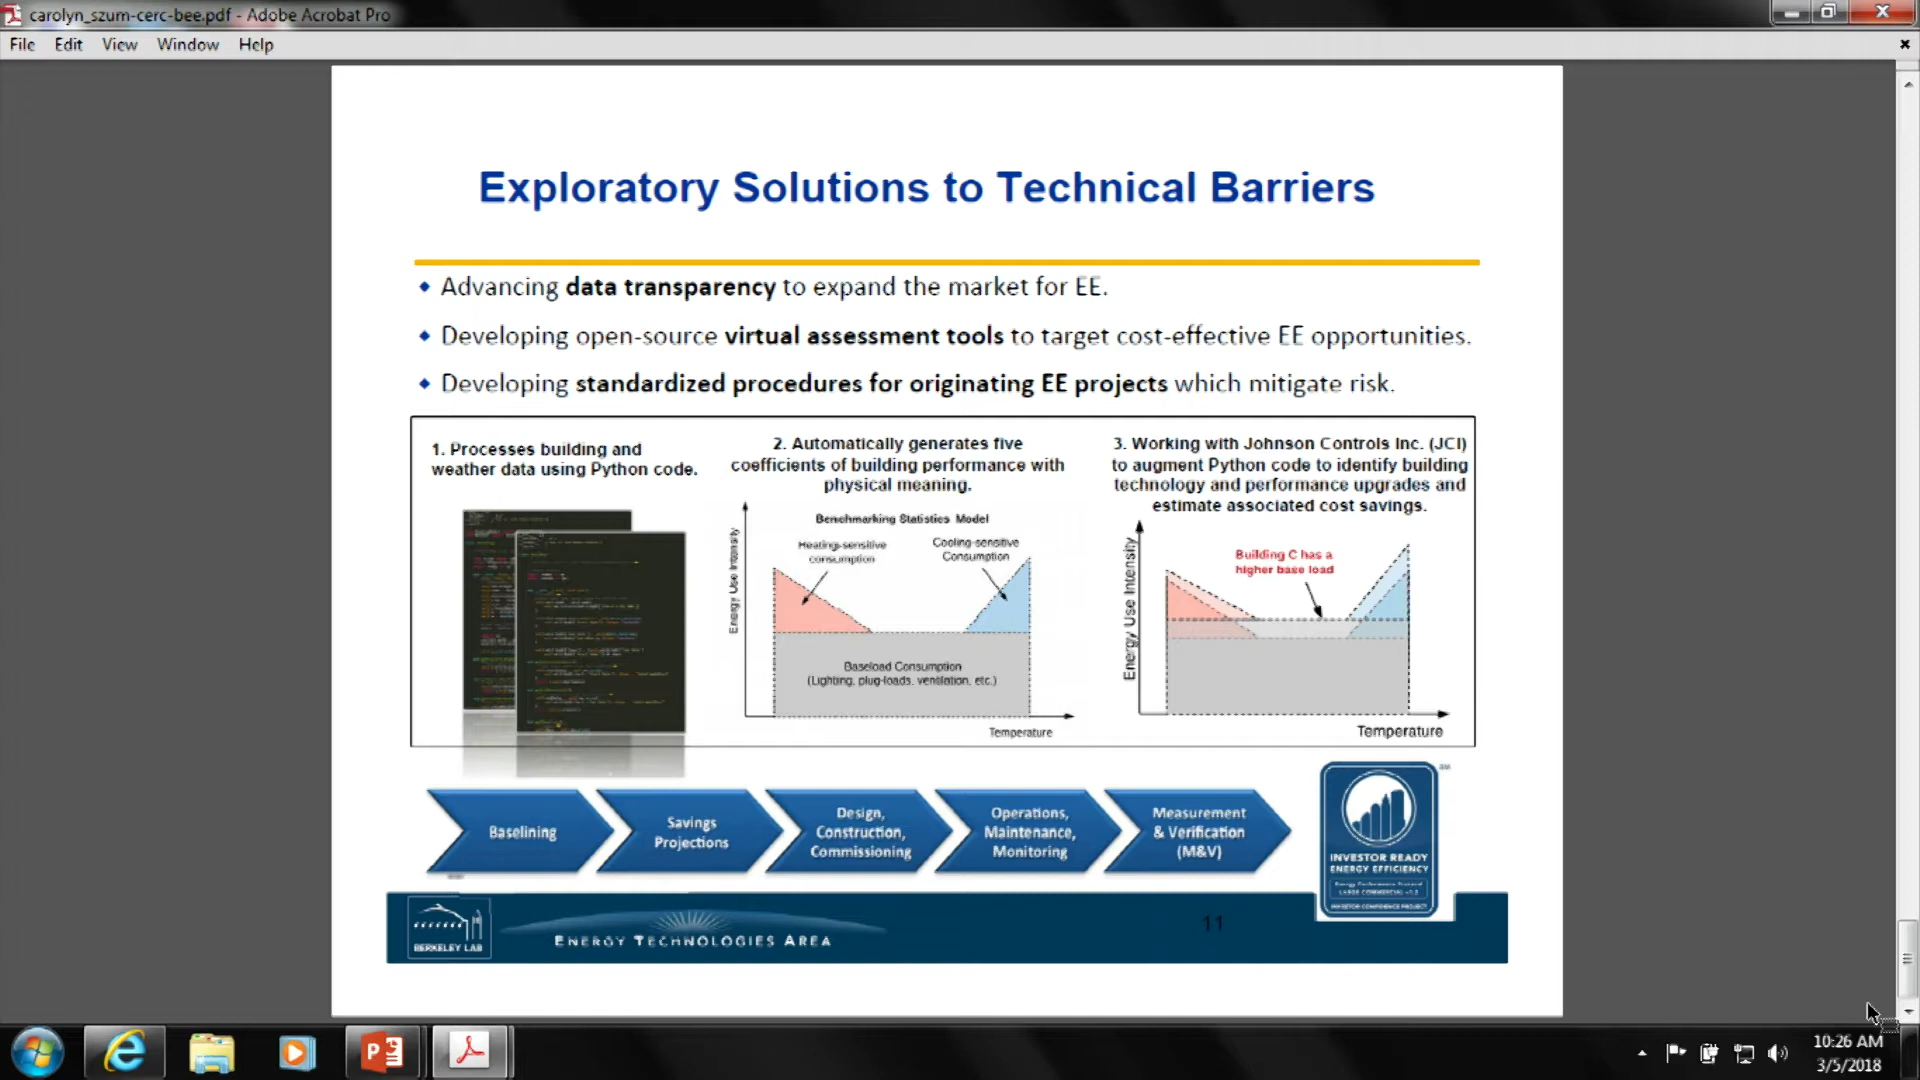 carolyn_szum-cerc-bee.pdf - Adobe Acrobat Pro
File Edit View Window Help
Exploratory Solutions to Technical Barriers
Advancing data transparency to expand the market for EE.
Developing open-source virtual assessment tools to target cost-effective EE opportunities.
Developing standardized procedures for originating EE projects which mitigate risk.
1. Processes building and
weather data using Python code.
2. Automatically generates five
coefficients of building performance with
physical meaning.
Benchmarking Statistics Model
Heating-sensitive
consumption
Cooling-sensitive
Consumption
Energy Use Intensity
Baseload Consumption
(Lighting, plug-loads, ventilation, etc.)
Temperature
3. Working with Johnson Controls Inc. (JCI)
to augment Python code to identify building
technology and performance upgrades and
estimate associated cost savings.
Building C has a
higher base load
Energy Use Intensity
Temperature
Baselining
Savings
Projections
Design,
Construction,
Commissioning
Operations,
Maintenance,
Monitoring
Measurement
& Verification
(M&V)
SM
INVESTOR READY
ENERGY EFFICIENCY
Energy Performance Protocol
INVESTOR CONFIDENCE PROJECT
BERKELEY LAB
ENERGY TECHNOLOGIES AREA
11
10:26 AM
3/5/2018